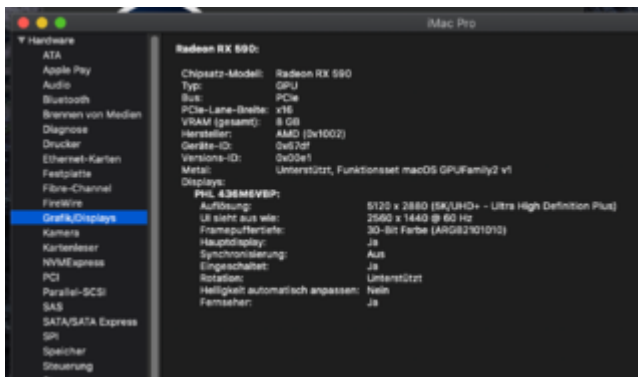 iMac Pro
Hardware
ATA
Apple Pay
Audio
Bluetooth
Brennen von Medien
Diagnose
Drucker
Ethernet-Karten
Festplatte
Fibre-Channel
FireWire
Grafik/Displays
Kamera
Kartenleser
NVMExpress
PCI
Parallel-SCSI
SAS
SATA/SATA Express
SPI
Speicher
Steuerung
Radeon RX 590:
Chipsatz-Modell: Radeon RX 590
Typ: GPU
Bus: PCIe
PCIe-Lane-Breite: x16
VRAM (gesamt): 8 GB
Hersteller: AMD (0x1002)
Geräte-ID: 0x67df
Versions-ID: 0x00e1
Metal: Unterstützt, Funktionsset macOS GPUFamily2 v1
Displays:
PHL 436M6VBP:
Auflösung: 5120 x 2880 (5K/UHD+ - Ultra High Definition Plus)
UI sieht aus wie: 2560 x 1440 @ 60 Hz
Framepuffertiefe: 30-Bit Farbe (ARGB2101010)
Hauptdisplay: Ja
Synchronisierung: Aus
Eingeschaltet: Ja
Rotation: Unterstützt
Helligkeit automatisch anpassen: Nein
Fernseher: Ja